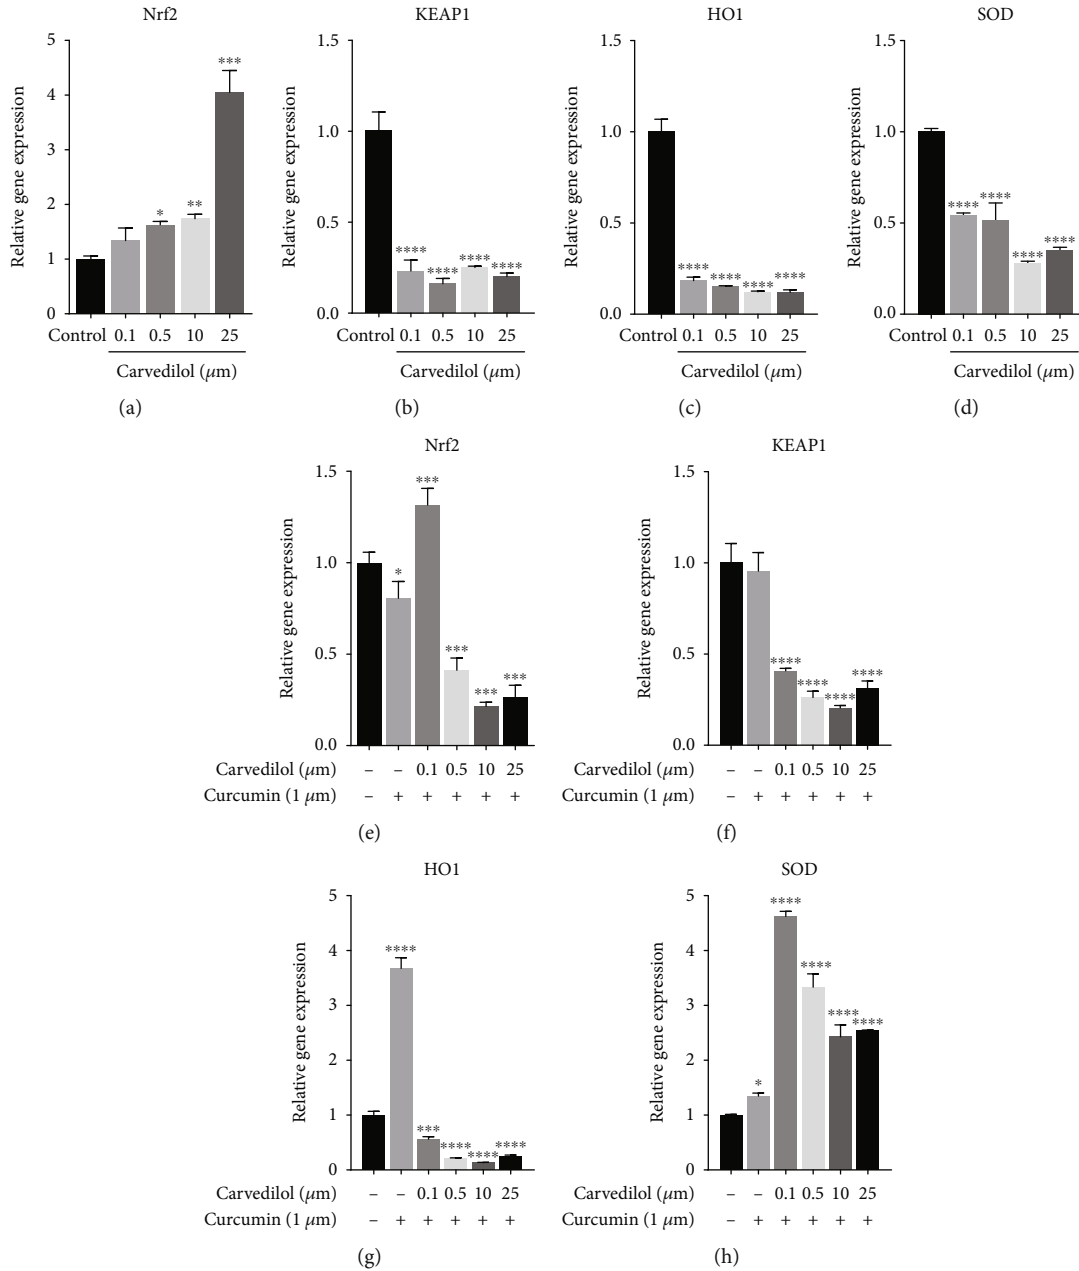 Nrf2
5
4
3
2
1
0
Relative gene expression
***
**
*
Control 0.1 0.5 10 25
Carvedilol (μm)
(a)
KEAP1
1.5
1.0
0.5
0.0
Relative gene expression
**** **** **** ****
Control 0.1 0.5 10 25
Carvedilol (μm)
(b)
HO1
1.5
1.0
0.5
0.0
Relative gene expression
**** **** **** ****
Control 0.1 0.5 10 25
Carvedilol (μm)
(c)
SOD
1.5
1.0
0.5
0.0
Relative gene expression
**** **** **** ****
Control 0.1 0.5 10 25
Carvedilol (μm)
(d)
Nrf2
1.5
1.0
0.5
0.0
Relative gene expression
* *** *** *** ***
Carvedilol (μm) – – 0.1 0.5 10 25
Curcumin (1 μm) – + + + + +
(e)
KEAP1
1.5
1.0
0.5
0.0
Relative gene expression
**** **** **** ****
Carvedilol (μm) – – 0.1 0.5 10 25
Curcumin (1 μm) – + + + + +
(f)
HO1
5
4
3
2
1
0
Relative gene expression
**** *** **** **** ****
Carvedilol (μm) – – 0.1 0.5 10 25
Curcumin (1 μm) – + + + + +
(g)
SOD
5
4
3
2
1
0
Relative gene expression
* **** **** **** ****
Carvedilol (μm) – – 0.1 0.5 10 25
Curcumin (1 μm) – + + + + +
(h)